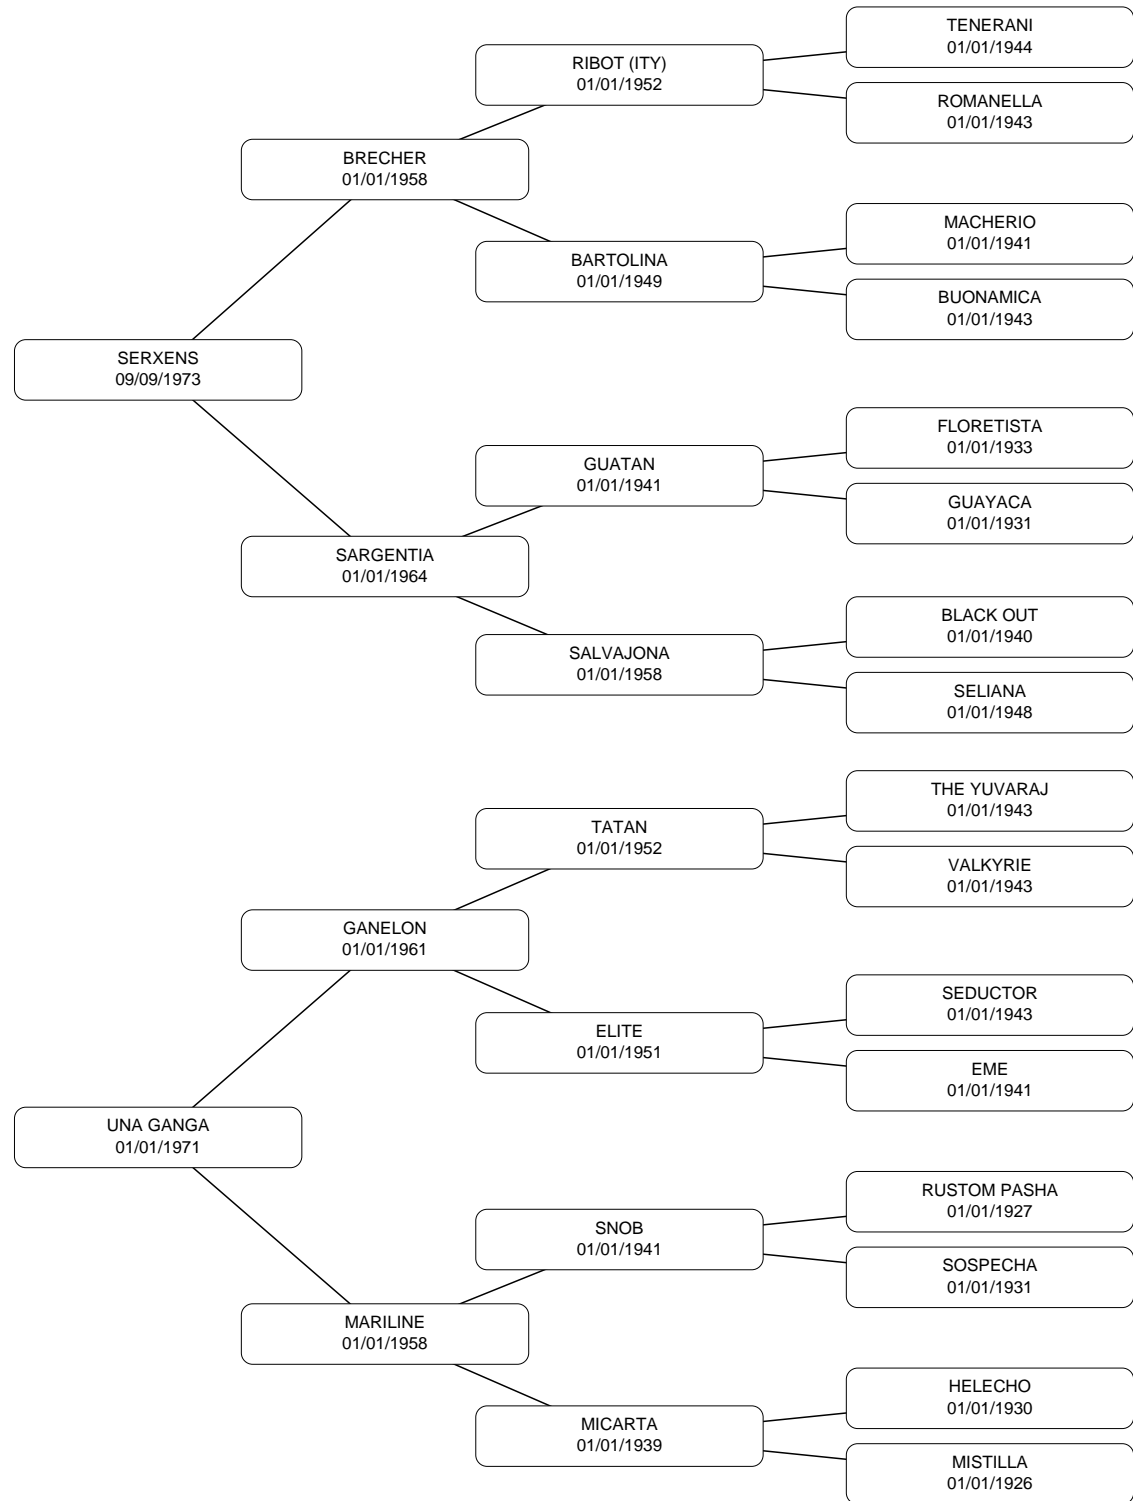 TENERANI
01/01/1944
RIBOT (ITY)
01/01/1952
ROMANELLA
01/01/1943
BRECHER
01/01/1958
MACHERIO
01/01/1941
BARTOLINA
01/01/1949
BUONAMICA
01/01/1943
SERXENS
09/09/1973
FLORETISTA
01/01/1933
GUATAN
01/01/1941
GUAYACA
01/01/1931
SARGENTIA
01/01/1964
BLACK OUT
01/01/1940
SALVAJONA
01/01/1958
SELIANA
01/01/1948
THE YUVARAJ
01/01/1943
TATAN
01/01/1952
VALKYRIE
01/01/1943
GANELON
01/01/1961
SEDUCTOR
01/01/1943
ELITE
01/01/1951
EME
01/01/1941
UNA GANGA
01/01/1971
RUSTOM PASHA
01/01/1927
SNOB
01/01/1941
SOSPECHA
01/01/1931
MARILINE
01/01/1958
HELECHO
01/01/1930
MICARTA
01/01/1939
MISTILLA
01/01/1926